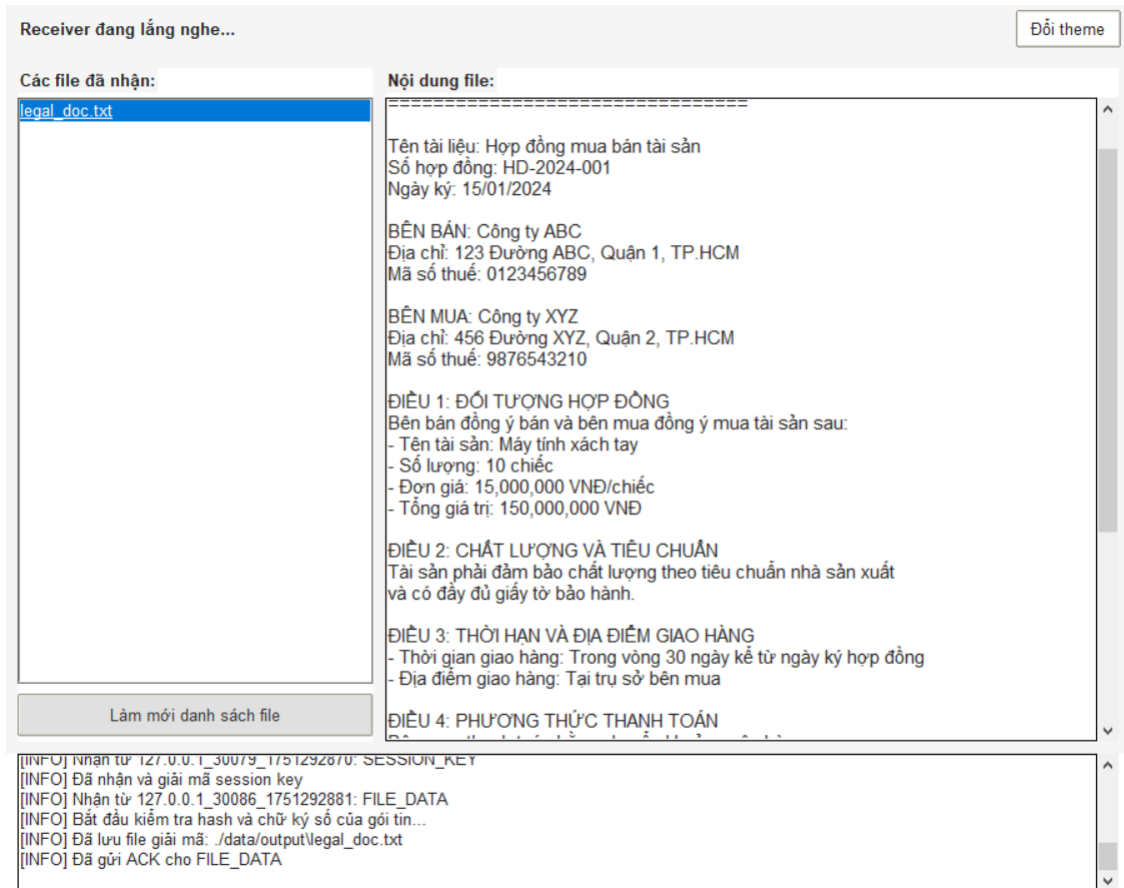 Receiver đang lắng nghe...
Đổi theme
Các file đã nhận:
legal_doc.txt
Làm mới danh sách file
Nội dung file:
================================
Tên tài liệu: Hợp đồng mua bán tài sản
Số hợp đồng: HD-2024-001
Ngày ký: 15/01/2024
BÊN BÁN: Công ty ABC
Địa chỉ: 123 Đường ABC, Quận 1, TP.HCM
Mã số thuế: 0123456789
BÊN MUA: Công ty XYZ
Địa chỉ: 456 Đường XYZ, Quận 2, TP.HCM
Mã số thuế: 9876543210
ĐIỀU 1: ĐỐI TƯỢNG HỢP ĐỒNG
Bên bán đồng ý bán và bên mua đồng ý mua tài sản sau:
- Tên tài sản: Máy tính xách tay
- Số lượng: 10 chiếc
- Đơn giá: 15,000,000 VNĐ/chiếc
- Tổng giá trị: 150,000,000 VNĐ
ĐIỀU 2: CHẤT LƯỢNG VÀ TIÊU CHUẨN
Tài sản phải đảm bảo chất lượng theo tiêu chuẩn nhà sản xuất
và có đầy đủ giấy tờ bảo hành.
ĐIỀU 3: THỜI HẠN VÀ ĐỊA ĐIỂM GIAO HÀNG
- Thời gian giao hàng: Trong vòng 30 ngày kể từ ngày ký hợp đồng
- Địa điểm giao hàng: Tại trụ sở bên mua
ĐIỀU 4: PHƯƠNG THỨC THANH TOÁN
[INFO] Nhận từ 127.0.0.1_30079_1751292870: SESSION_KEY
[INFO] Đã nhận và giải mã session key
[INFO] Nhận từ 127.0.0.1_30086_1751292881: FILE_DATA
[INFO] Bắt đầu kiểm tra hash và chữ ký số của gói tin...
[INFO] Đã lưu file giải mã: ./data/output\legal_doc.txt
[INFO] Đã gửi ACK cho FILE_DATA